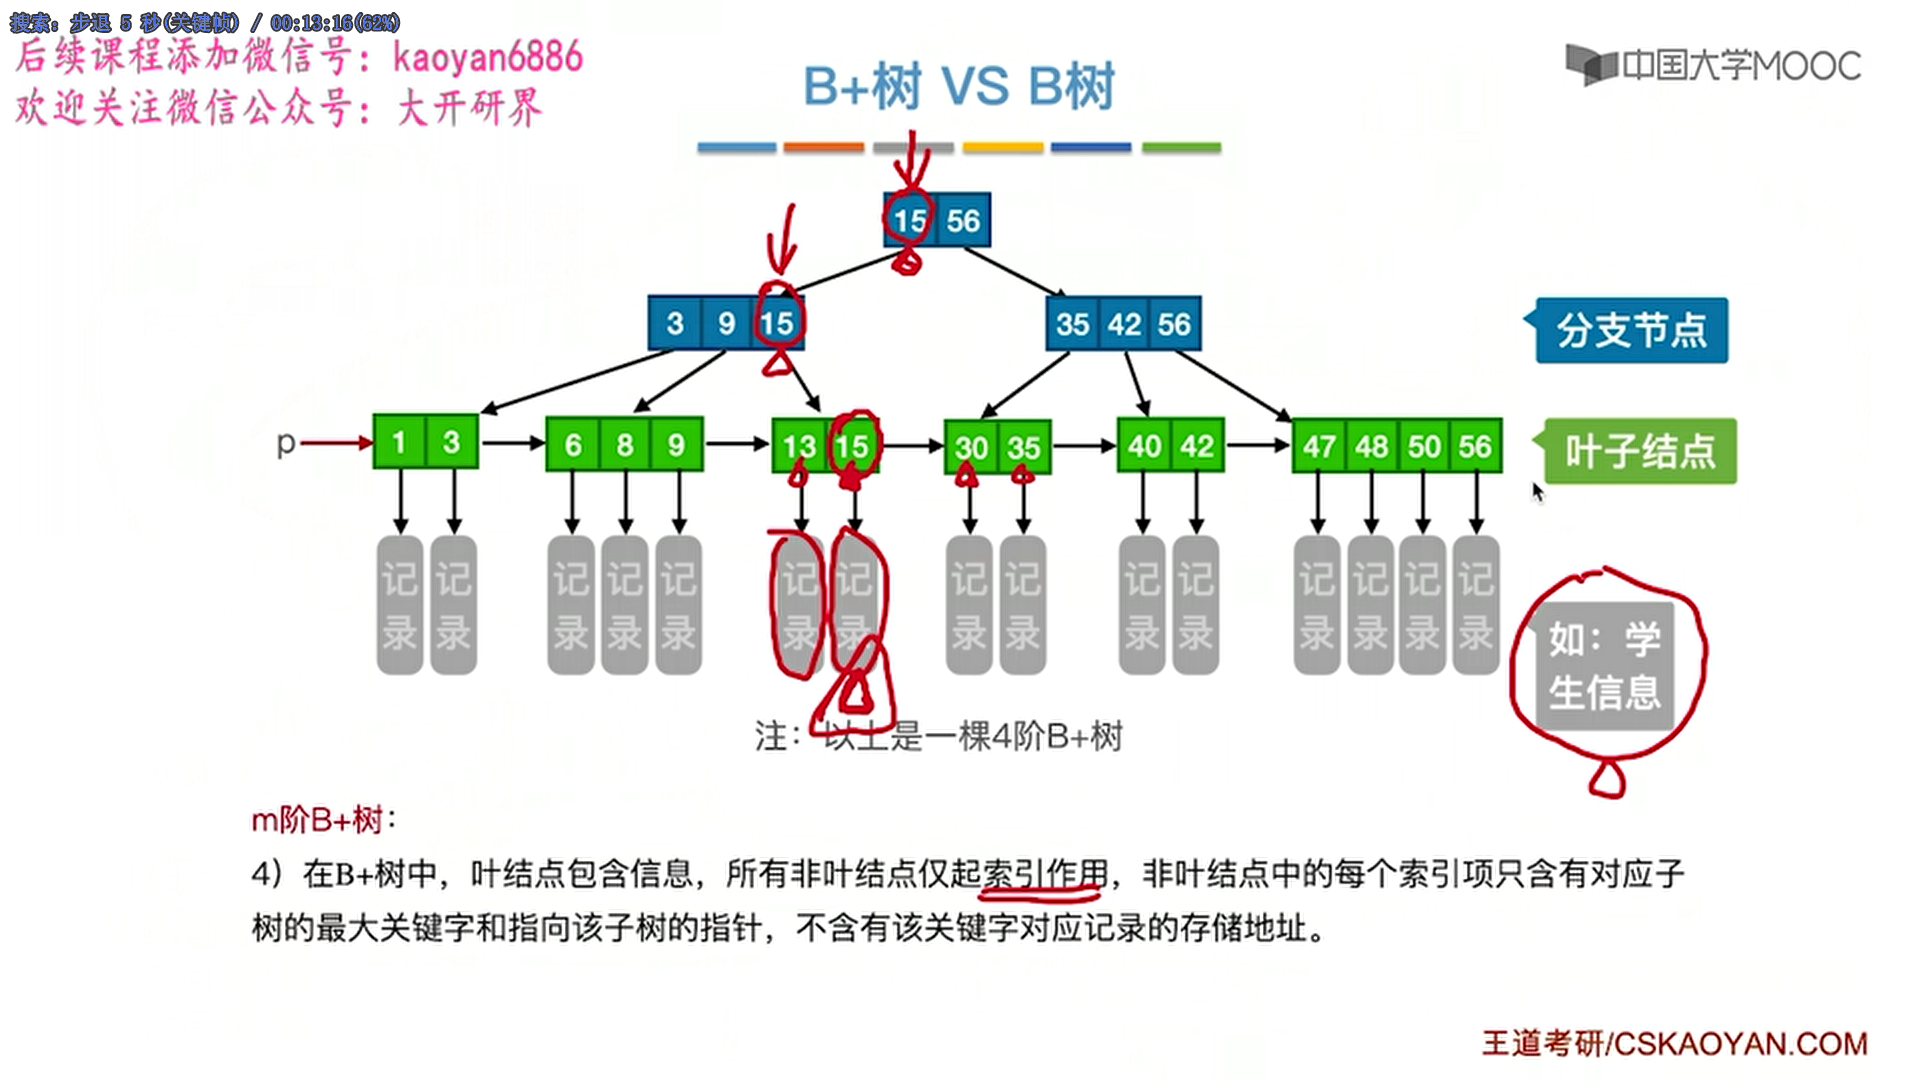 搜索: 步退 5 秒(关键帧) / 00:13:16(62%)
后续课程添加微信号：kaoyan6886
欢迎关注微信公众号：大开研界
中国大学MOOC
B+树 VS B树
15 56
3 9 15
35 42 56
分支节点
p
1 3
6 8 9
13 15
30 35
40 42
47 48 50 56
叶子结点
记录 记录
记录 记录 记录
记录 记录
记录 记录
记录 记录
记录 记录 记录 记录
如：学
生信息
注：以上是一棵4阶B+树
m阶B+树：
4）在B+树中，叶结点包含信息，所有非叶结点仅起索引作用，非叶结点中的每个索引项只含有对应子
树的最大关键字和指向该子树的指针，不含有该关键字对应记录的存储地址。
王道考研/CSKAOYAN.COM